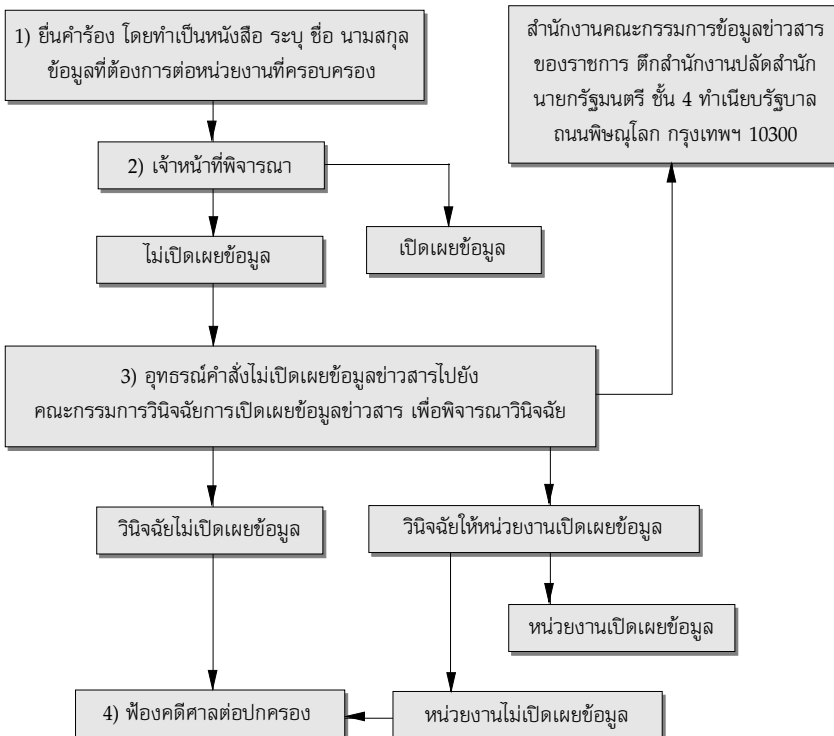 1) ยื่นคำร้อง โดยทำเป็นหนังสือ ระบุ ชื่อ นามสกุล
ข้อมูลที่ต้องการต่อหน่วยงานที่ครอบครอง
สำนักงานคณะกรรมการข้อมูลข่าวสาร
ของราชการ ตึกสำนักงานปลัดสำนัก
นายกรัฐมนตรี ชั้น 4 ทำเนียบรัฐบาล
ถนนพิษณุโลก กรุงเทพฯ 10300
2) เจ้าหน้าที่พิจารณา
ไม่เปิดเผยข้อมูล
เปิดเผยข้อมูล
3) อุทธรณ์คำสั่งไม่เปิดเผยข้อมูลข่าวสารไปยัง
คณะกรรมการวินิจฉัยการเปิดเผยข้อมูลข่าวสาร เพื่อพิจารณาวินิจฉัย
วินิจฉัยไม่เปิดเผยข้อมูล
วินิจฉัยให้หน่วยงานเปิดเผยข้อมูล
หน่วยงานเปิดเผยข้อมูล
4) ฟ้องคดีศาลต่อปกครอง
หน่วยงานไม่เปิดเผยข้อมูล